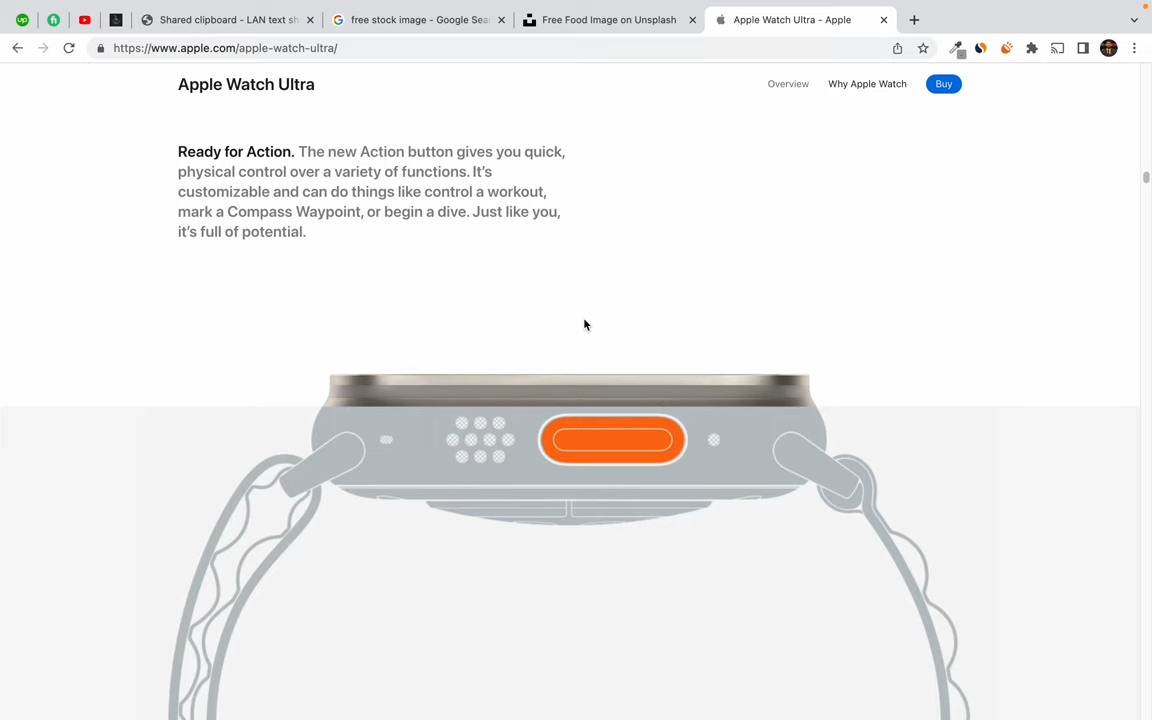 Shared clipboard - LAN text sh
free stock image - Google Sea
Free Food Image on Unsplash
Apple Watch Ultra - Apple
https://www.apple.com/apple-watch-ultra/
Apple Watch Ultra
Overview
Why Apple Watch
Buy
Ready for Action. The new Action button gives you quick,
physical control over a variety of functions. It’s
customizable and can do things like control a workout,
mark a Compass Waypoint, or begin a dive. Just like you,
it’s full of potential.